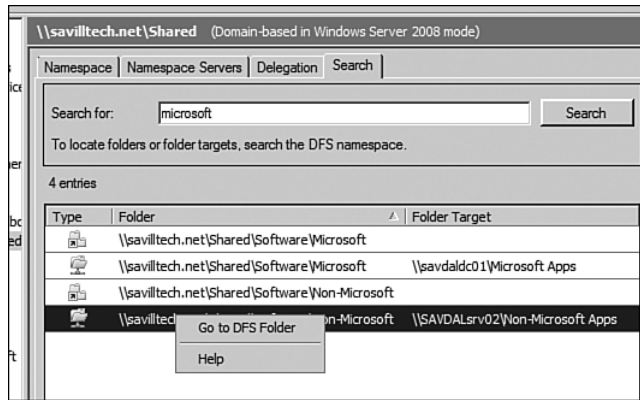 \\savilltech.net\Shared (Domain-based in Windows Server 2008 mode)
Namespace Namespace Servers Delegation Search
Search for: microsoft Search
To locate folders or folder targets, search the DFS namespace.
4 entries
Type Folder Folder Target
\\savilltech.net\Shared\Software\Microsoft
\\savilltech.net\Shared\Software\Microsoft \\savdaldc01\Microsoft Apps
\\savilltech.net\Shared\Software\Non-Microsoft
\\savilltec on-Microsoft \\SAVDALsrv02\Non-Microsoft Apps
Go to DFS Folder
Help